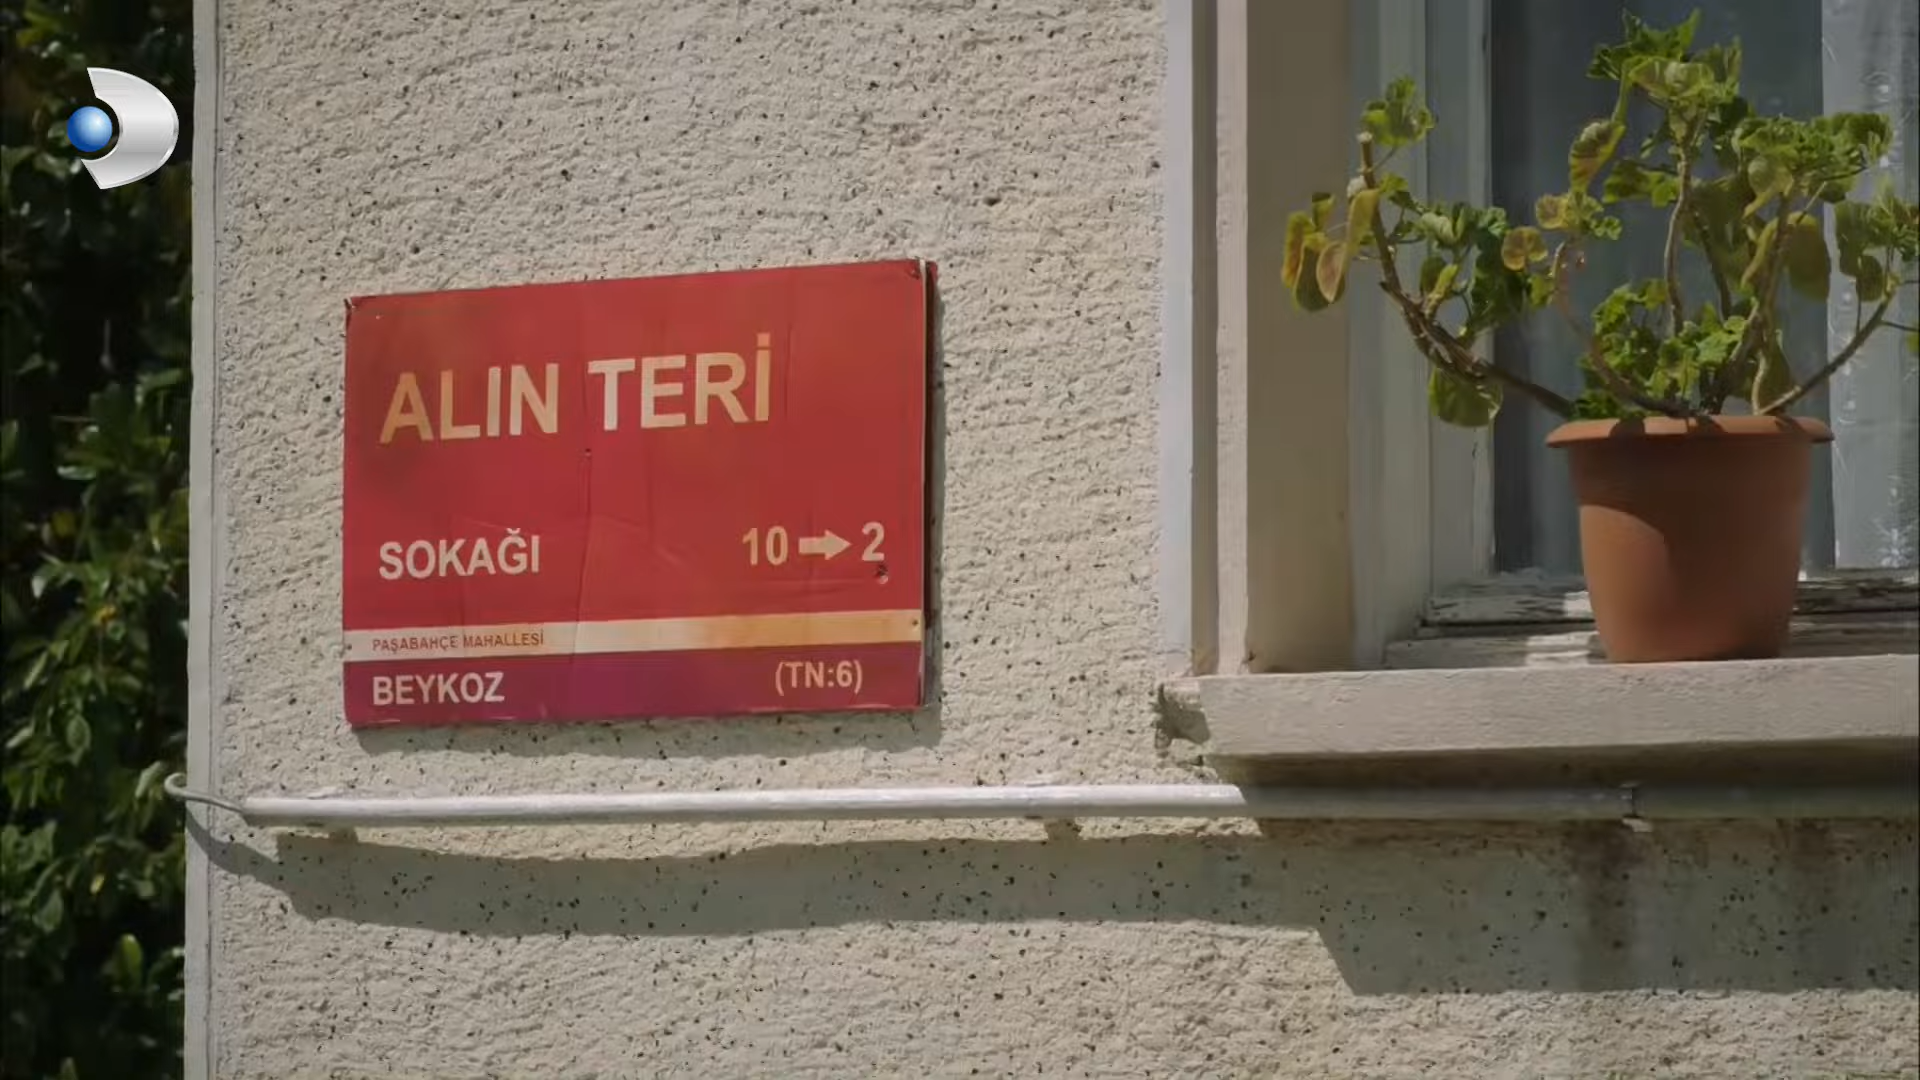 ALIN TERİ
SOKAĞI 10 → 2
PAŞABAHÇE MAHALLESİ
BEYKOZ (TN:6)